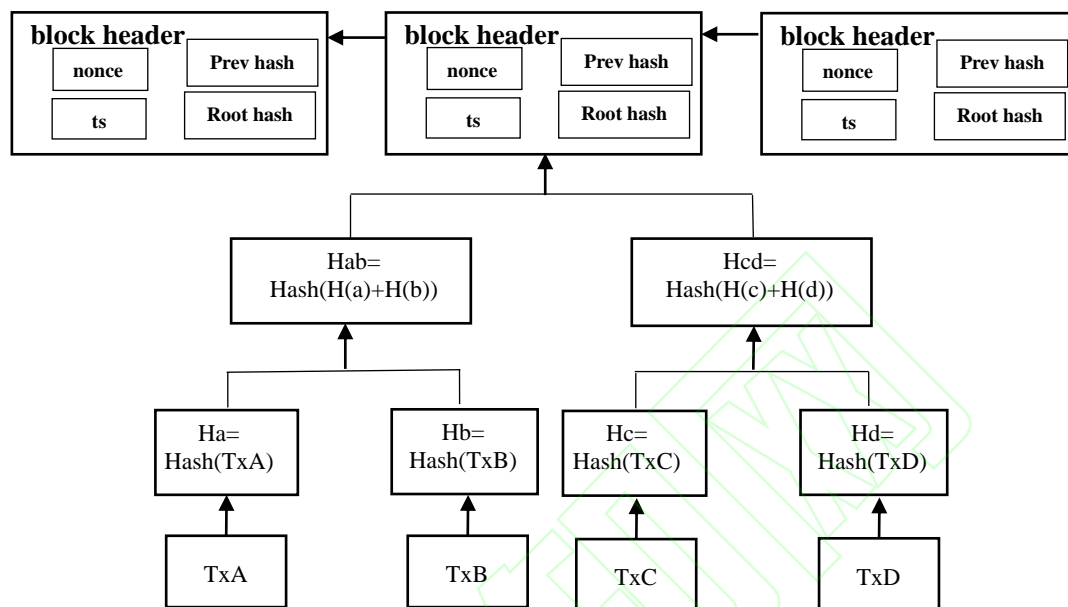 block header
nonce
Prev hash
ts
Root hash
block header
nonce
Prev hash
ts
Root hash
block header
nonce
Prev hash
ts
Root hash
Hab=
Hash(H(a)+H(b))
Hcd=
Hash(H(c)+H(d))
Ha=
Hash(TxA)
Hb=
Hash(TxB)
Hc=
Hash(TxC)
Hd=
Hash(TxD)
TxA
TxB
TxC
TxD